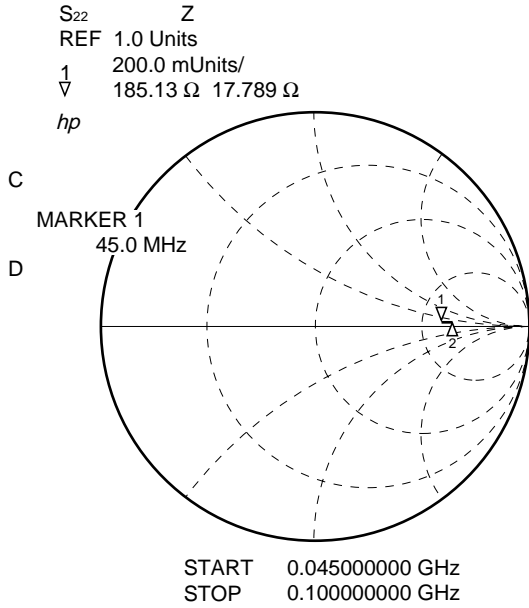 S₂₂ Z
REF 1.0 Units
1 200.0 mUnits/
185.13 Ω 17.789 Ω
hp
C
MARKER 1
45.0 MHz
D
1
2
START 0.045000000 GHz
STOP 0.100000000 GHz